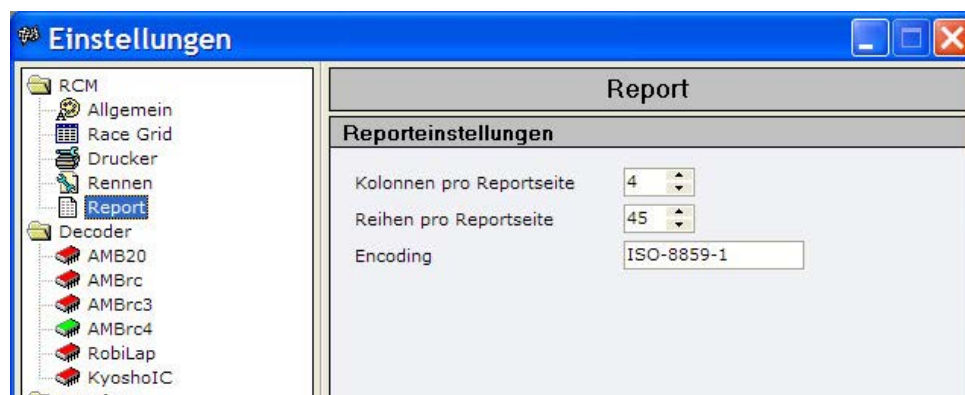 Einstellungen
RCM
Allgemein
Race Grid
Drucker
Rennen
Report
Decoder
AMB20
AMBrc
AMBrc3
AMBrc4
RobiLap
KyoshoIC
Report
Reporteinstellungen
Kolonnen pro Reportseite 4
Reihen pro Reportseite 45
Encoding ISO-8859-1